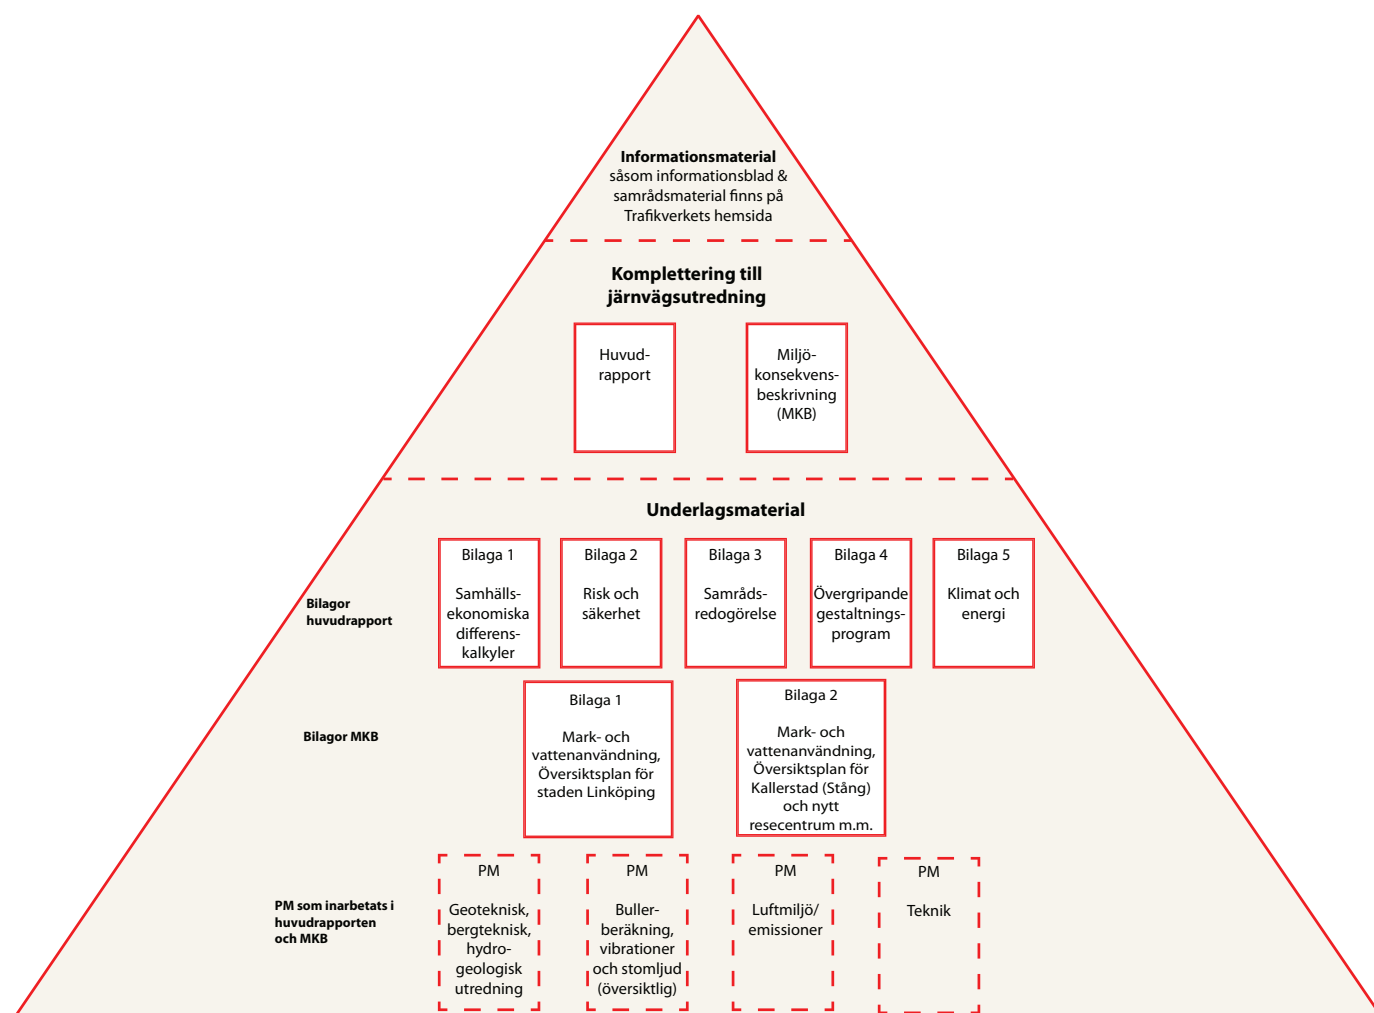 Informationsmaterial
såsom informationsblad &
samrådsmaterial finns på
Trafikverkets hemsida
Komplettering till
järnvägsutredning
Huvud-
rapport
Miljö-
konsekvens-
beskrivning
(MKB)
Underlagsmaterial
Bilagor
huvudrapport
Bilaga 1
Samhälls-
ekonomiska
differens-
kalkyler
Bilaga 2
Risk och
säkerhet
Bilaga 3
Samråds-
redogörelse
Bilaga 4
Övergripande
gestaltnings-
program
Bilaga 5
Klimat och
energi
Bilagor MKB
Bilaga 1
Mark- och
vattenanvändning,
Översiktsplan för
staden Linköping
Bilaga 2
Mark- och
vattenanvändning,
Översiktsplan för
Kallerstad (Stång)
och nytt
resecentrum m.m.
PM som inarbetats i
huvudrapporten
och MKB
PM
Geoteknisk,
bergteknisk,
hydro-
geologisk
utredning
PM
Buller-
beräkning,
vibrationer
och stomljud
(översiktlig)
PM
Luftmiljö/
emissioner
PM
Teknik